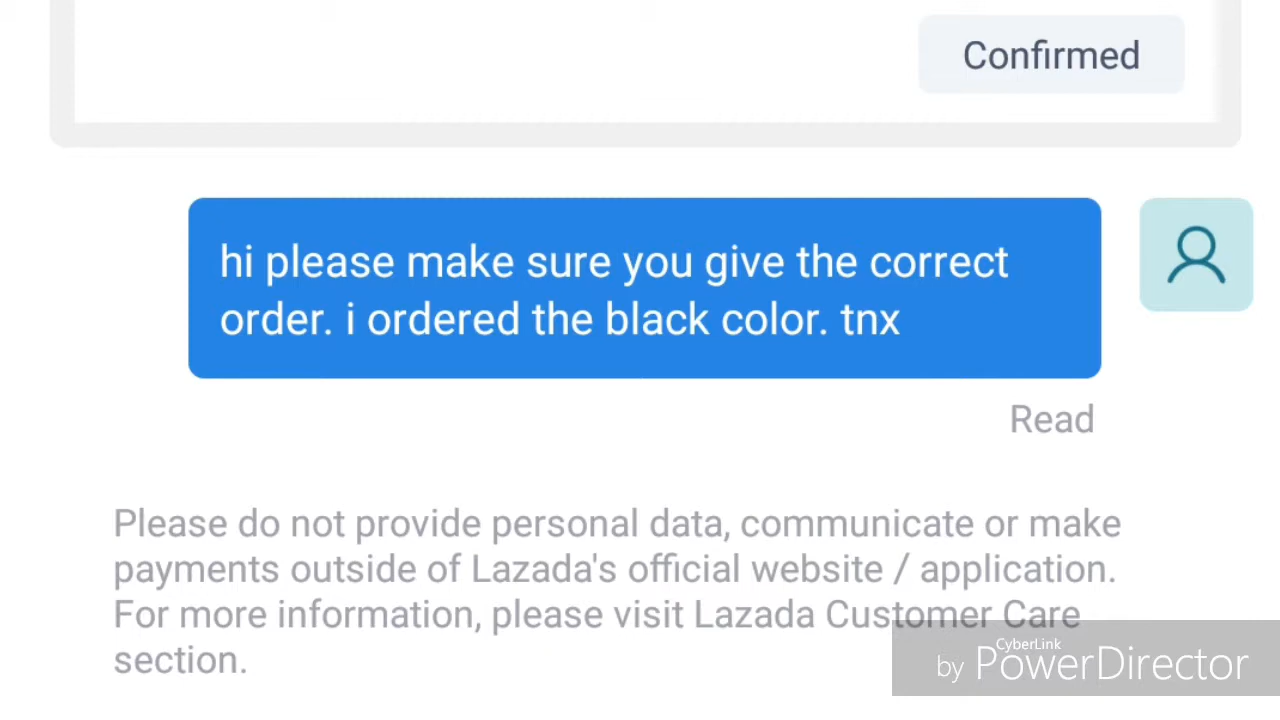 Confirmed
hi please make sure you give the correct
order. i ordered the black color. tnx
Read
Please do not provide personal data, communicate or make
payments outside of Lazada's official website / application.
For more information, please visit Lazada Customer Care
section.
CyberLink
by PowerDirector